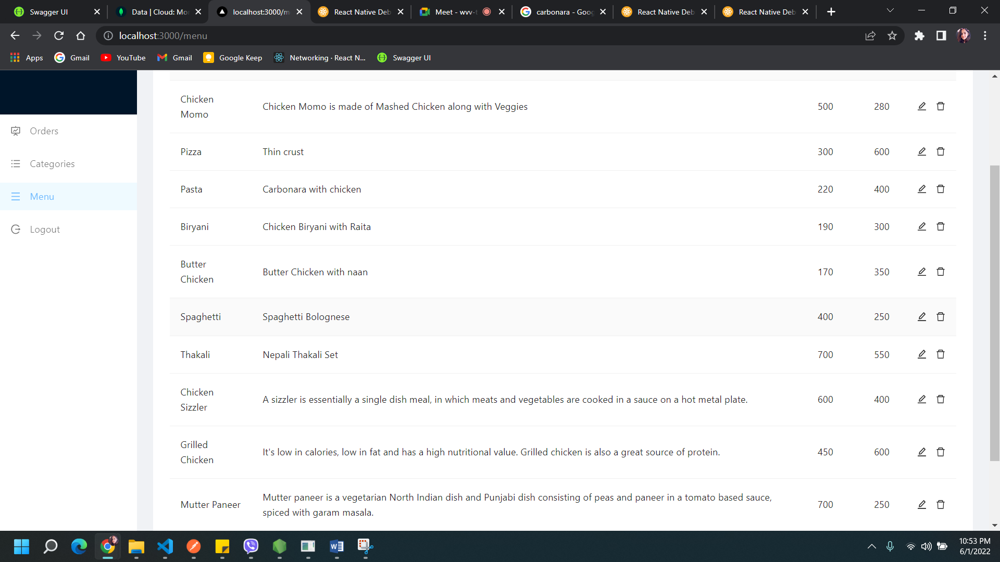 Swagger UI
Data | Cloud: Mo
localhost:3000/m
React Native Deb
Meet - wvv-t
carbonara - Goog
React Native Deb
React Native Deb
localhost:3000/menu
Apps
Gmail
YouTube
Gmail
Google Keep
Networking · React N...
Swagger UI
Orders
Categories
Menu
Logout
Chicken
Momo
Chicken Momo is made of Mashed Chicken along with Veggies
500
280
Pizza
Thin crust
300
600
Pasta
Carbonara with chicken
220
400
Biryani
Chicken Biryani with Raita
190
300
Butter
Chicken
Butter Chicken with naan
170
350
Spaghetti
Spaghetti Bolognese
400
250
Thakali
Nepali Thakali Set
700
550
Chicken
Sizzler
A sizzler is essentially a single dish meal, in which meats and vegetables are cooked in a sauce on a hot metal plate.
600
400
Grilled
Chicken
It's low in calories, low in fat and has a high nutritional value. Grilled chicken is also a great source of protein.
450
600
Mutter Paneer
Mutter paneer is a vegetarian North Indian dish and Punjabi dish consisting of peas and paneer in a tomato based sauce,
spiced with garam masala.
700
250
10:53 PM
6/1/2022